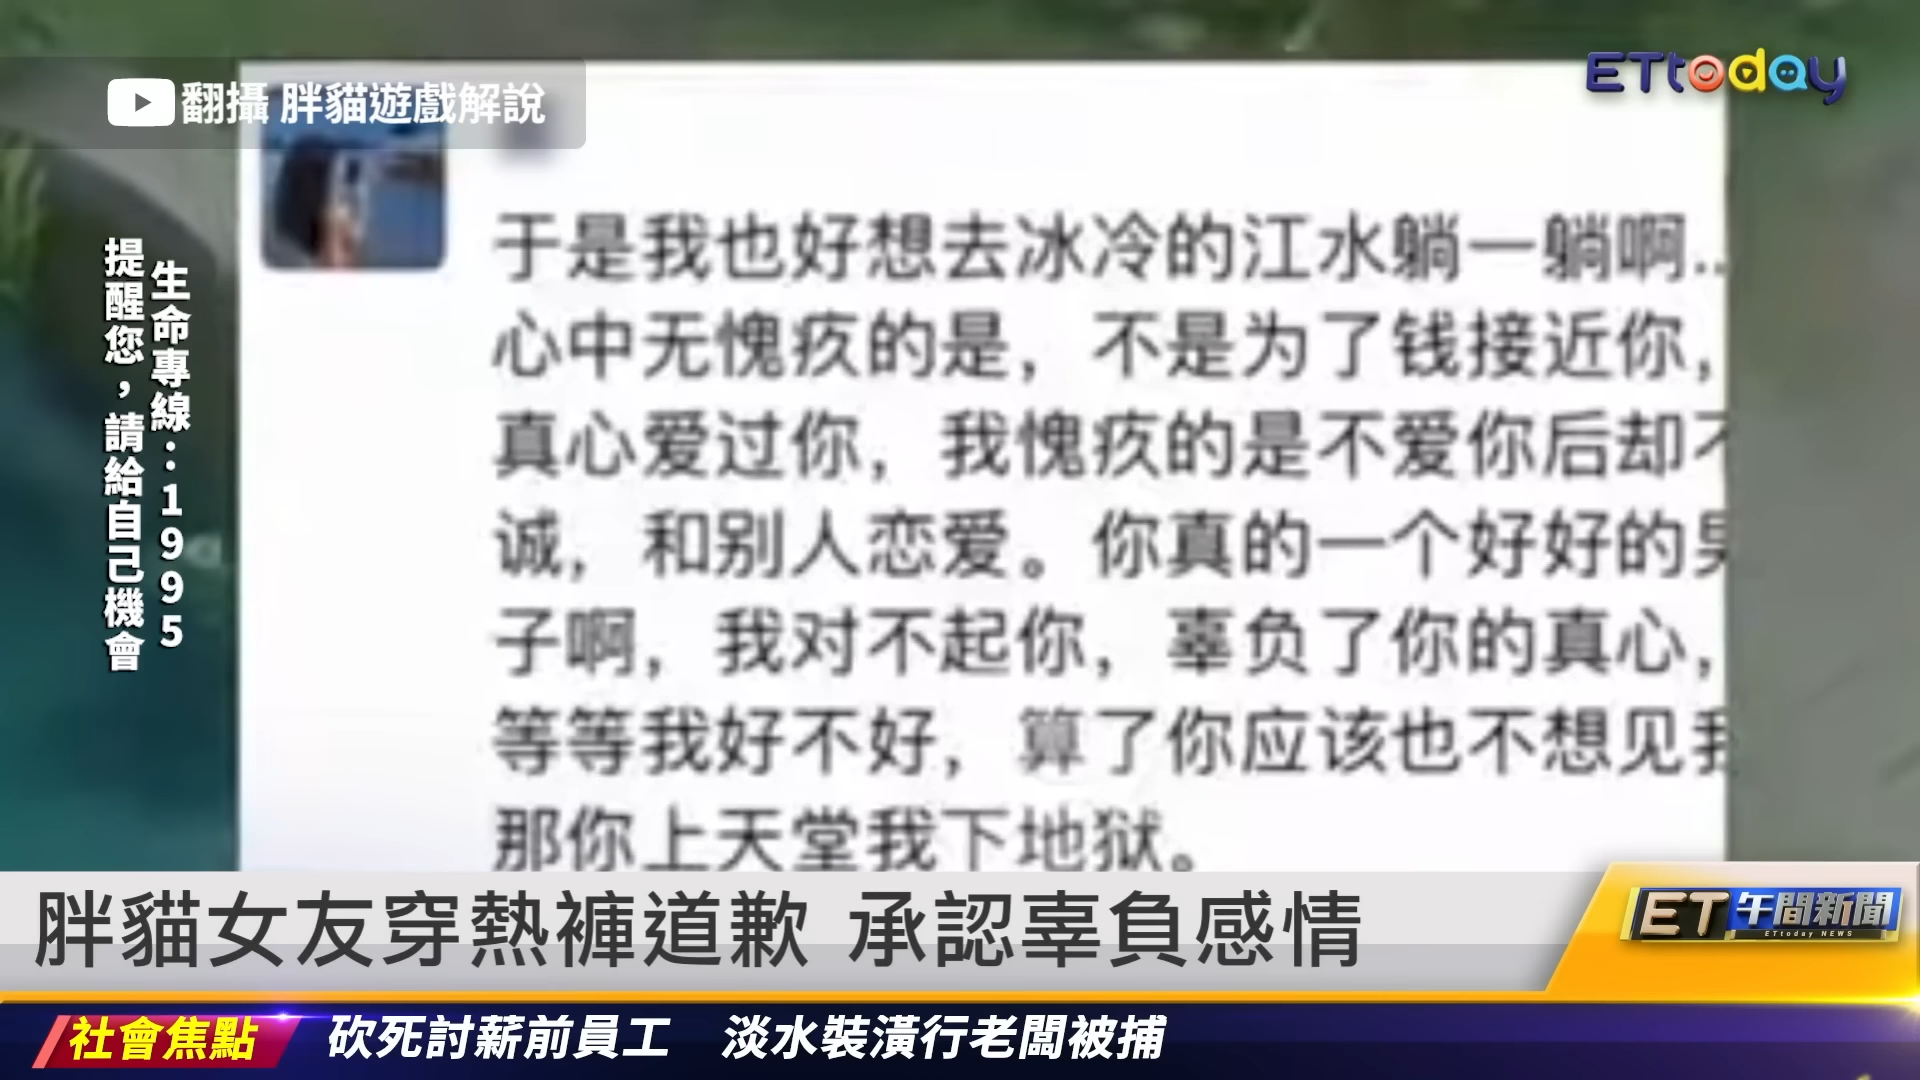 翻攝 胖貓遊戲解說
ETtoday
提醒您，請給自己機會
生命專線：1995
于是我也好想去冰冷的江水躺一躺啊..
心中无愧疚的是，不是为了钱接近你，
真心爱过你，我愧疚的是不爱你后却不
诚，和别人恋爱。你真的一个好好的男
子啊，我对不起你，辜负了你的真心，
等等我好不好，算了你应该也不想见我
那你上天堂我下地狱。
胖貓女友穿熱褲道歉 承認辜負感情
ET午間新聞
ETtoday NEWS
社會焦點
砍死討薪前員工 淡水裝潢行老闆被捕